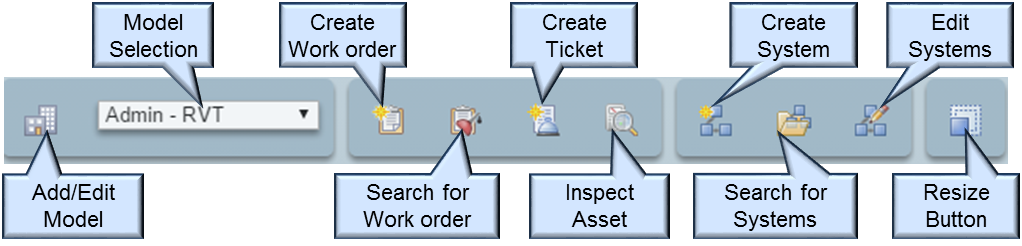 Model
Selection
Create
Work order
Create
Ticket
Create
System
Edit
Systems
Admin - RVT
Add/Edit
Model
Search for
Work order
Inspect
Asset
Search for
Systems
Resize
Button